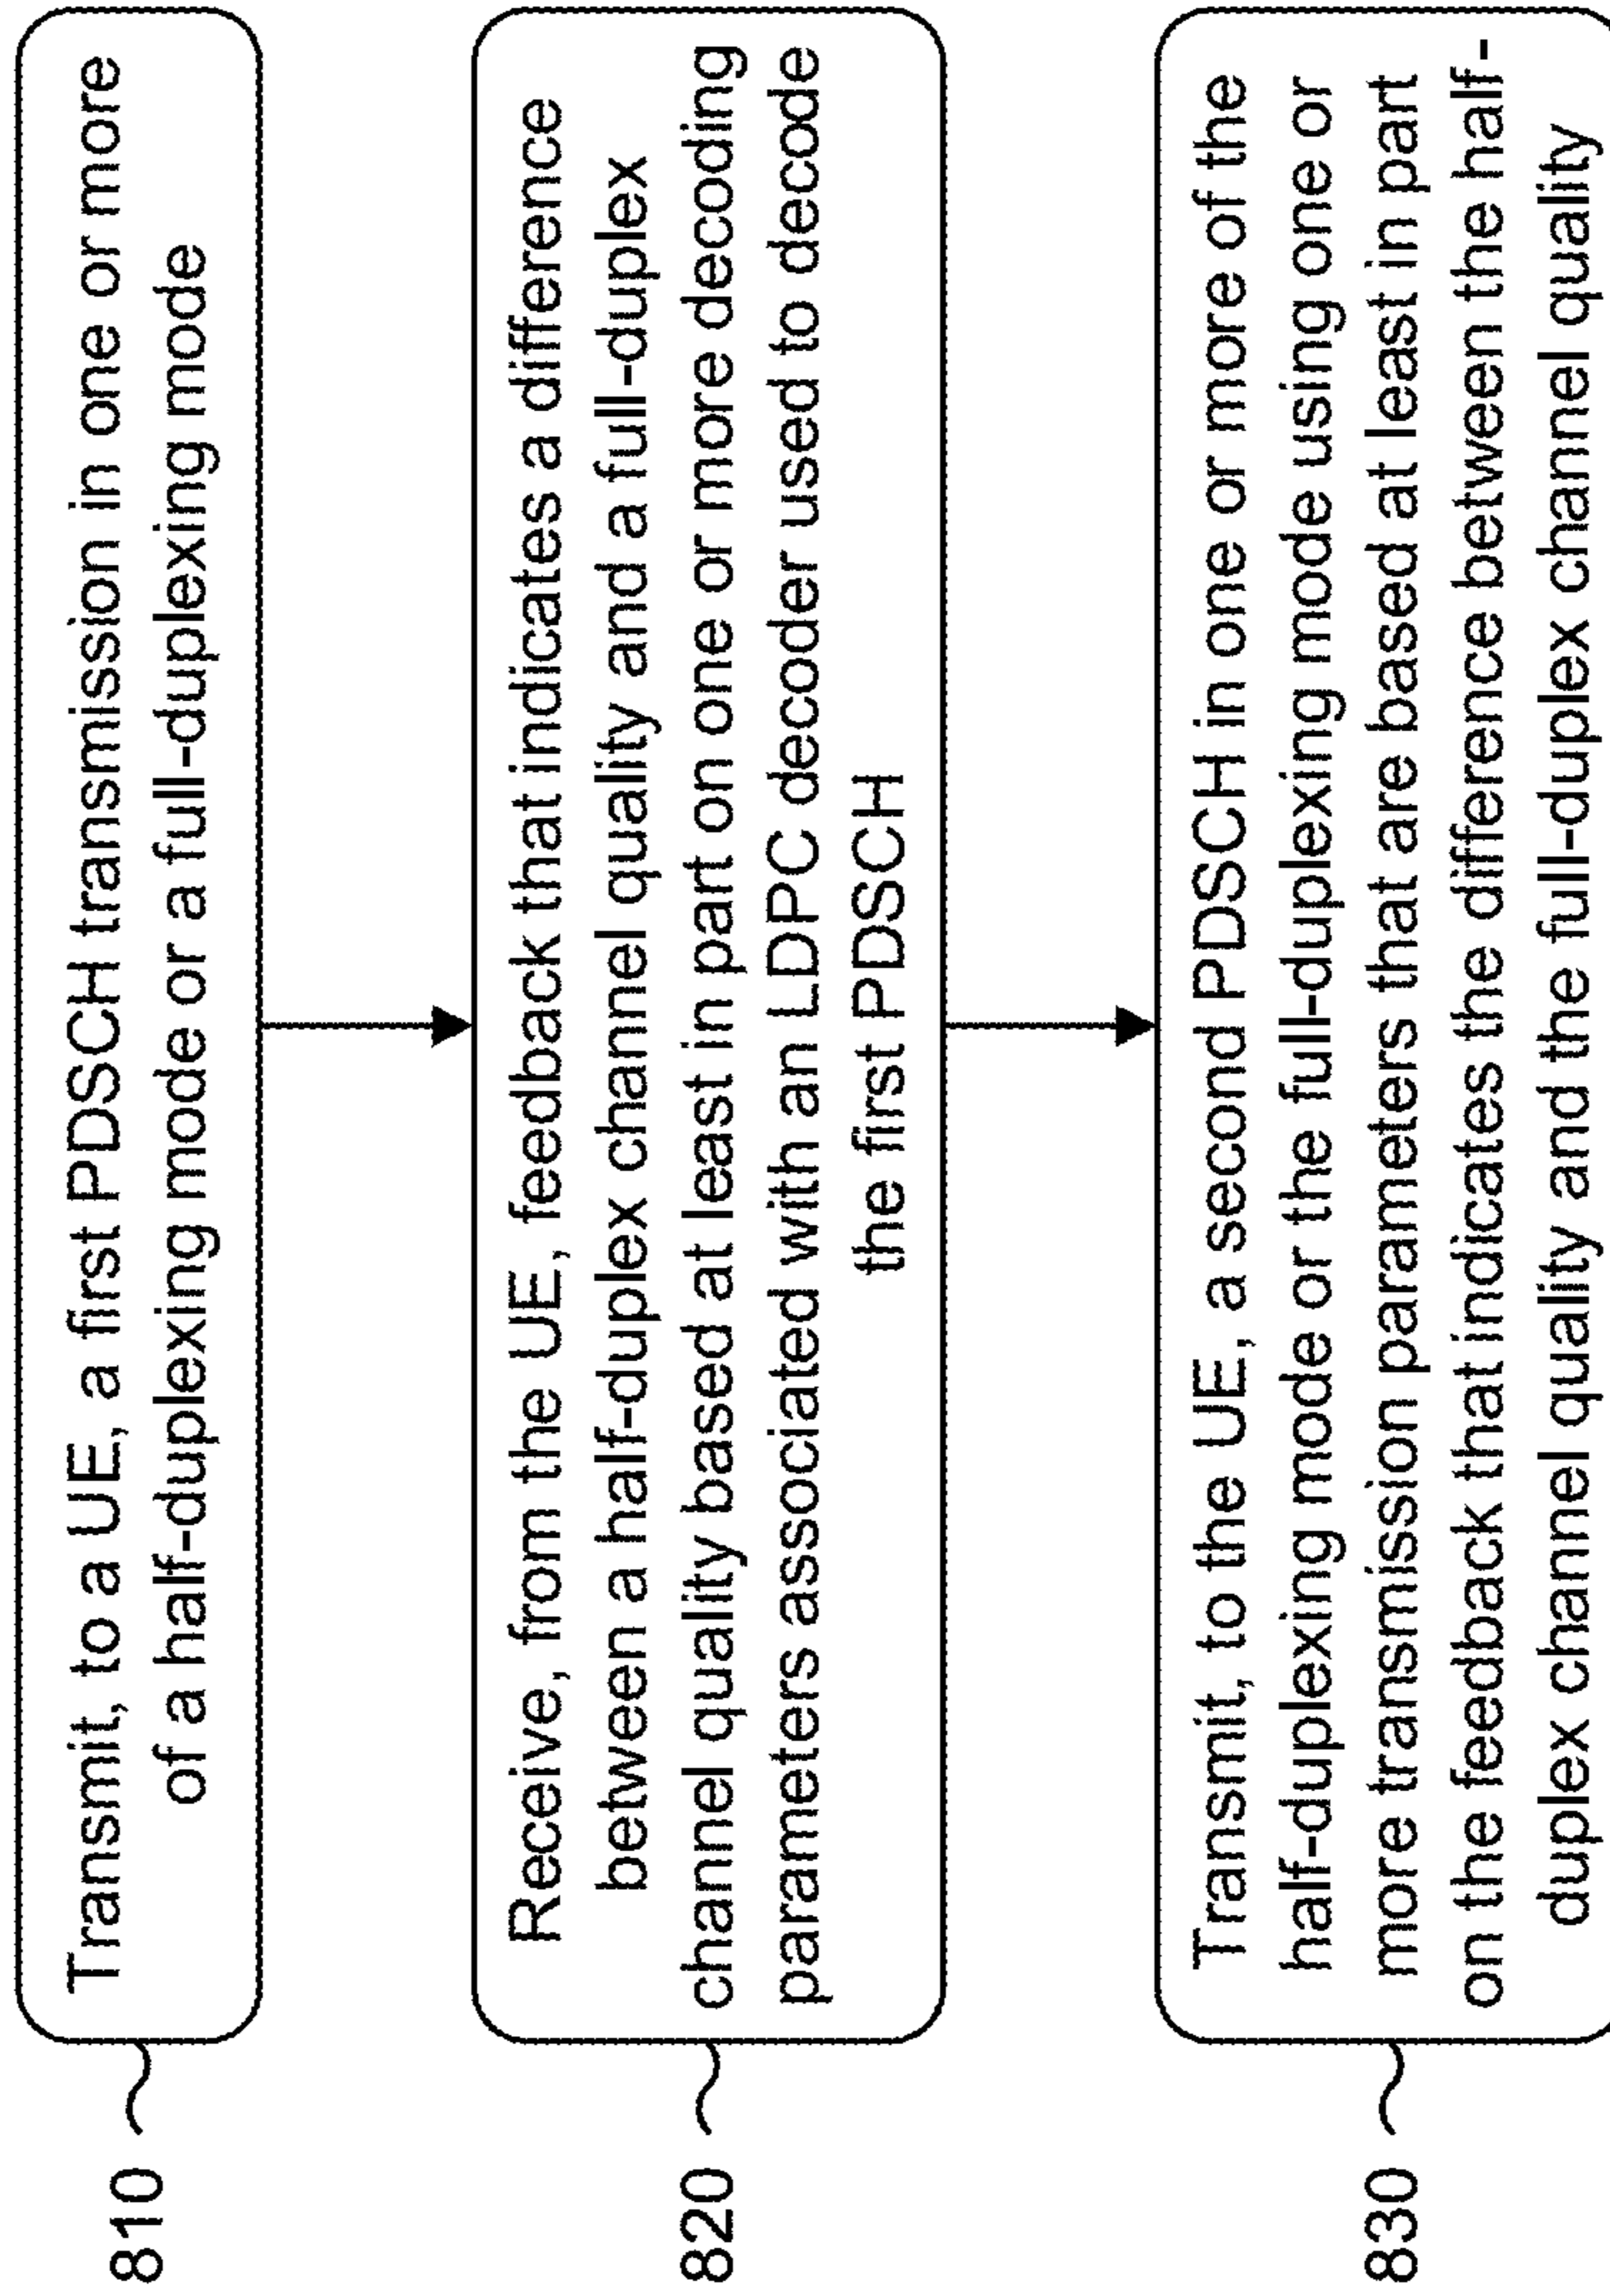 810
Transmit, to a UE, a first PDSCH transmission in one or more
of a half-duplexing mode or a full-duplexing mode
820
Receive, from the UE, feedback that indicates a difference
between a half-duplex channel quality and a full-duplex
channel quality based at least in part on one or more decoding
parameters associated with an LDPC decoder used to decode
the first PDSCH
830
Transmit, to the UE, a second PDSCH in one or more of the
half-duplexing mode or the full-duplexing mode using one or
more transmission parameters that are based at least in part
on the feedback that indicates the difference between the half-
duplex channel quality and the full-duplex channel quality